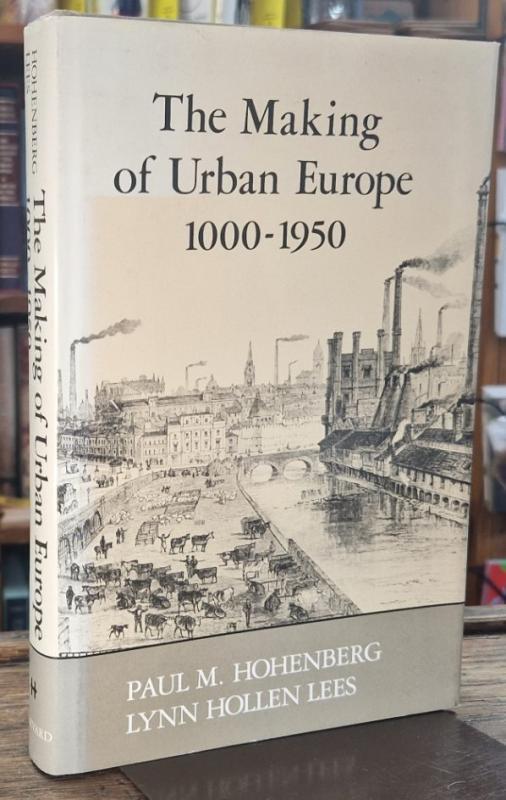 The Making
of Urban Europe
1000-1950
PAUL M. HOHENBERG
LYNN HOLLEN LEES
HOHENBERG
LEES
The Making of Urban Europe